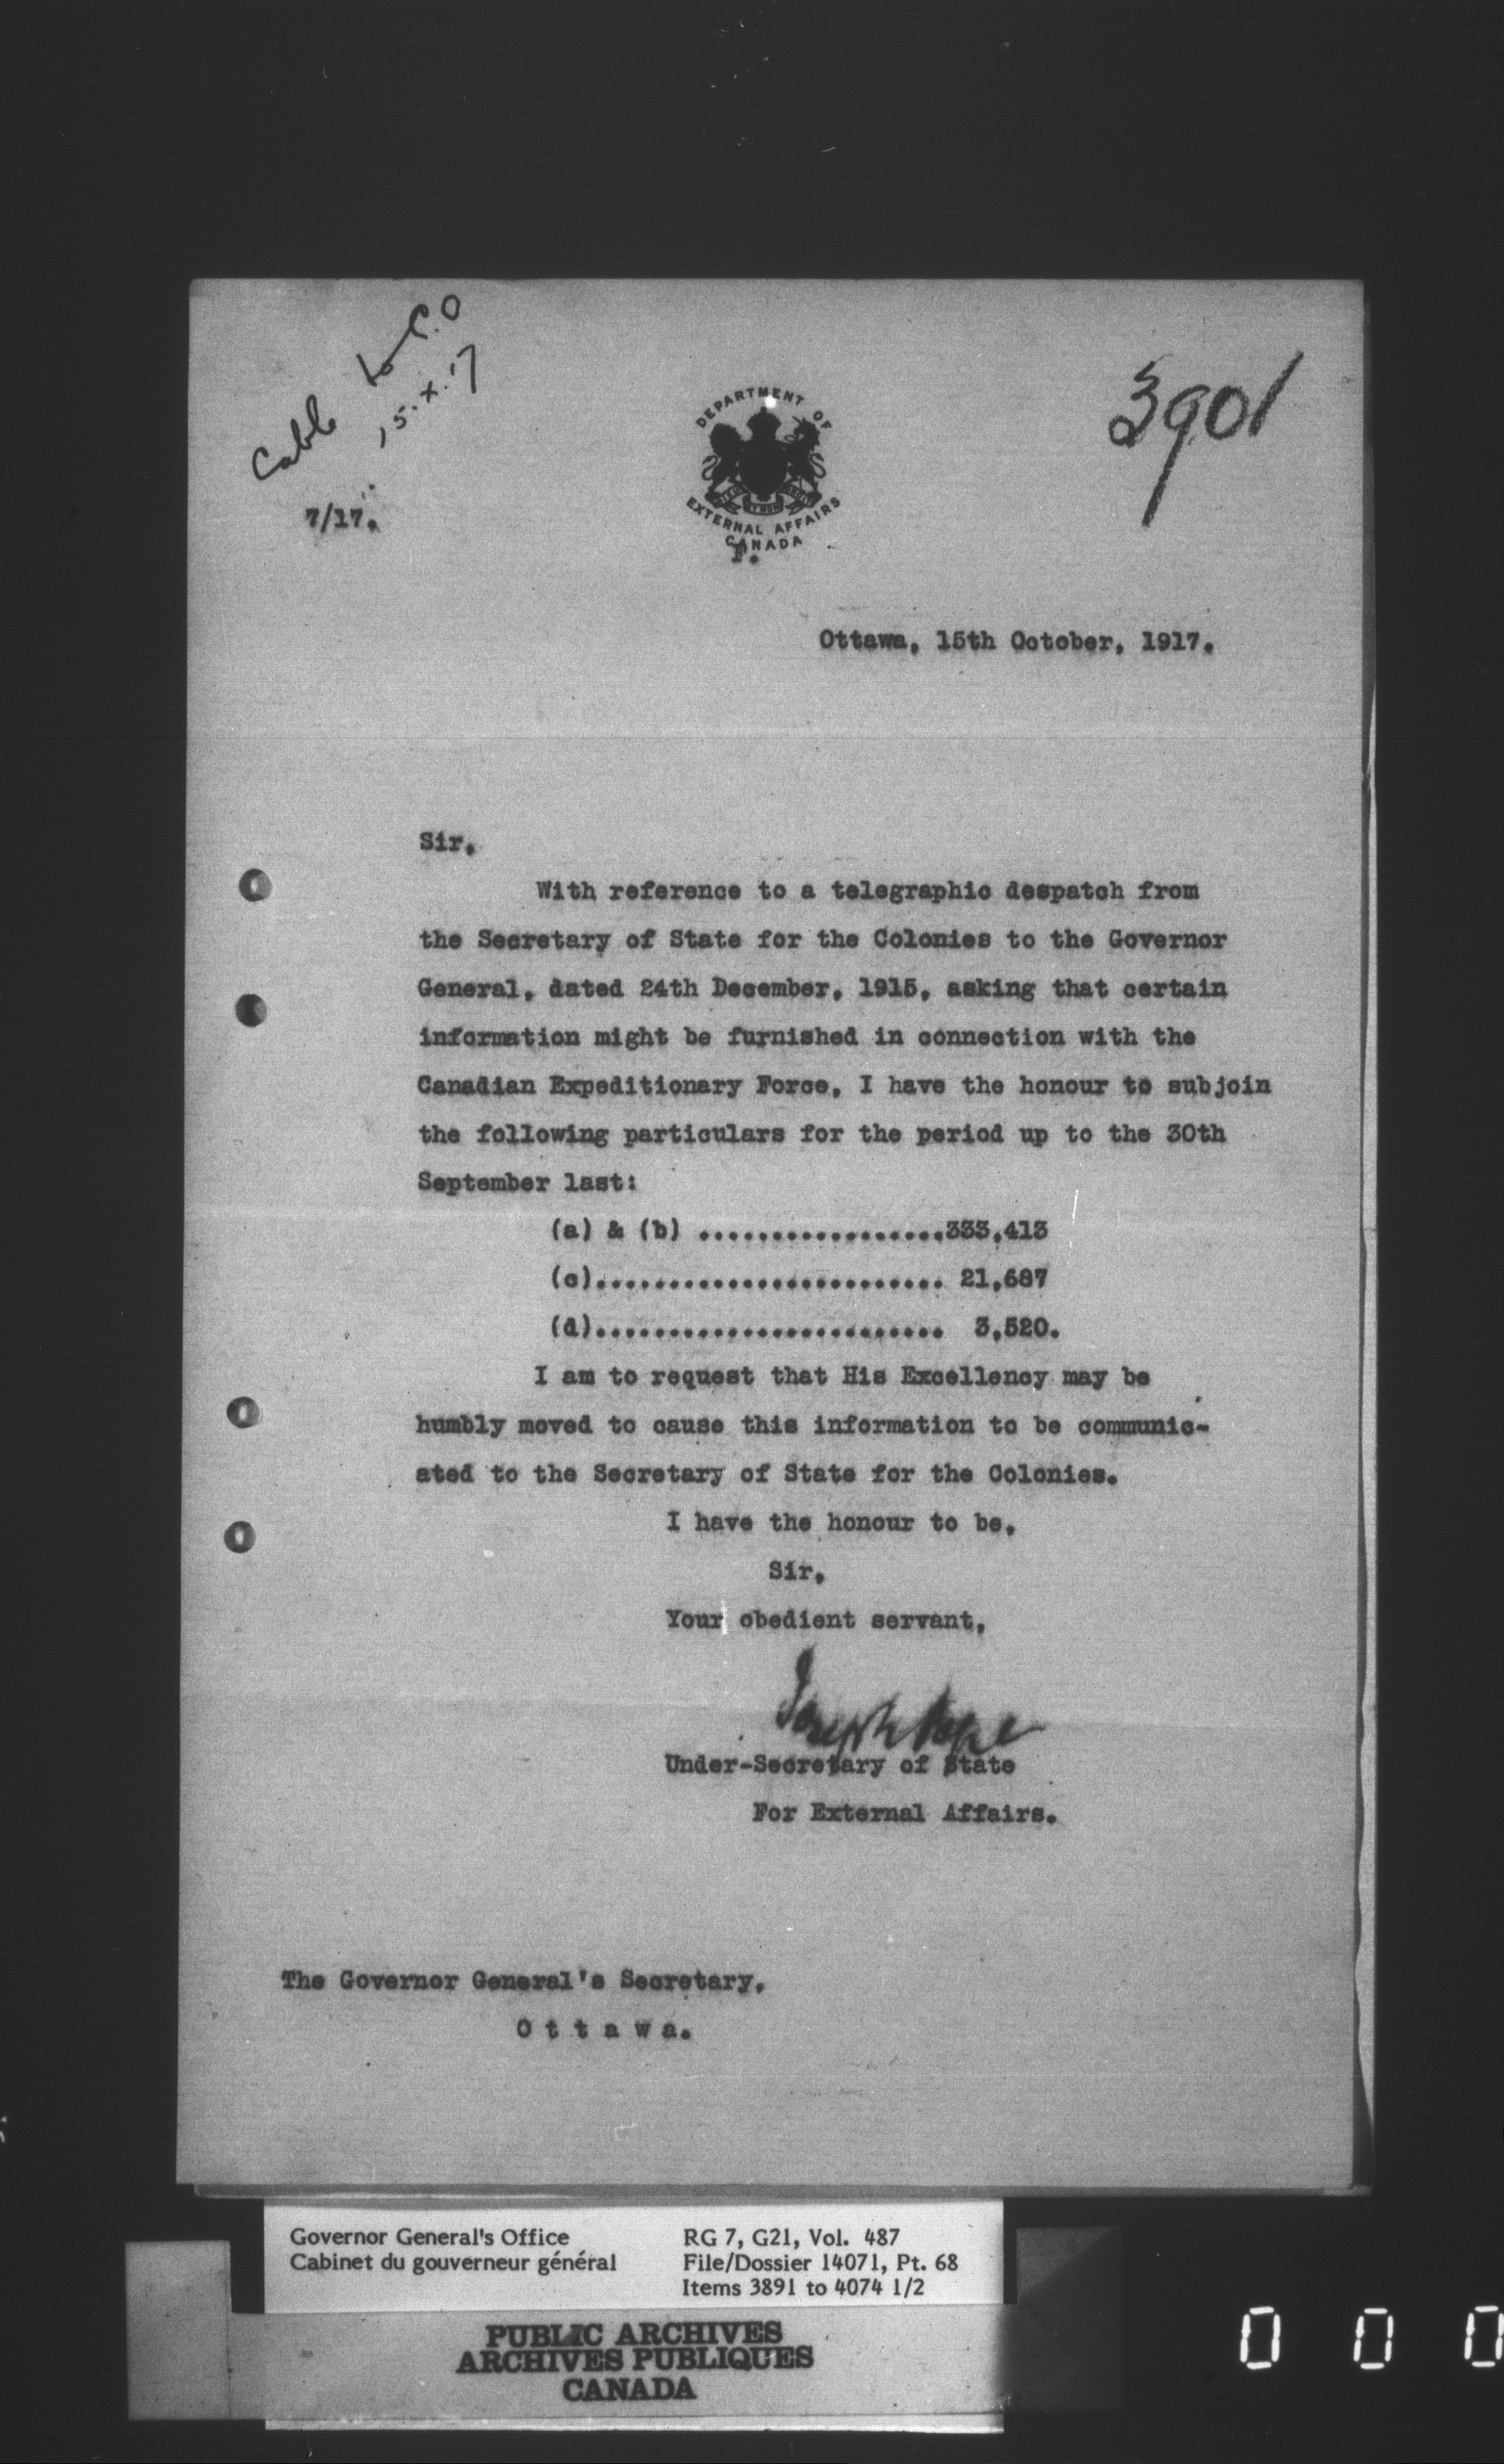 Cable to C.O
15.X.'17
3901
DEPARTMENT OF
EXTERNAL AFFAIRS
CANADA
7/17.
F.
Ottawa, 15th October, 1917.
Sir,
With reference to a telegraphic despatch from
the Secretary of State for the Colonies to the Governor
General, dated 24th December, 1915, asking that certain
information might be furnished in connection with the
Canadian Expeditionary Force, I have the honour to subjoin
the following particulars for the period up to the 30th
September last:
(a) & (b) .................333,413
(c)........................ 21,687
(d)........................ 3,520.
I am to request that His Excellency may be
humbly moved to cause this information to be communic-
ated to the Secretary of State for the Colonies.
I have the honour to be,
Sir,
Your obedient servant,
Joseph Pope
Under-Secretary of State
For External Affairs.
The Governor General's Secretary,
O t t a w a.
Governor General's Office RG 7, G21, Vol. 487
Cabinet du gouverneur général File/Dossier 14071, Pt. 68
Items 3891 to 4074 1/2
PUBLIC ARCHIVES
ARCHIVES PUBLIQUES
CANADA
0 0 0